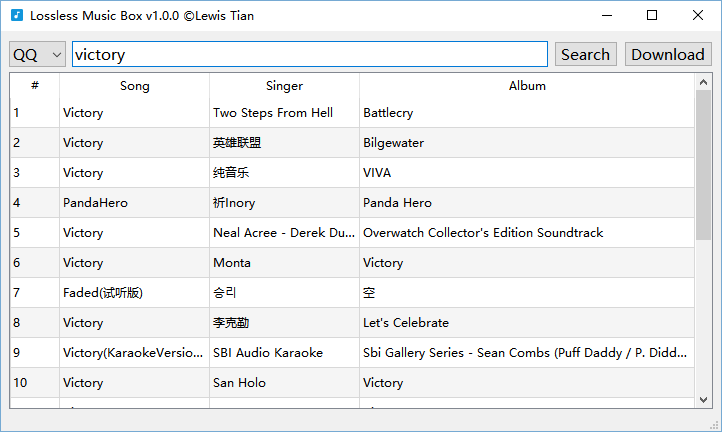 Lossless Music Box v1.0.0 ©Lewis Tian
QQ victory Search Download
# Song Singer Album
1 Victory Two Steps From Hell Battlecry
2 Victory 英雄联盟 Bilgewater
3 Victory 纯音乐 VIVA
4 PandaHero 祈Inory Panda Hero
5 Victory Neal Acree - Derek Du... Overwatch Collector's Edition Soundtrack
6 Victory Monta Victory
7 Faded(试听版) 승리 空
8 Victory 李克勤 Let's Celebrate
9 Victory(KaraokeVersio... SBI Audio Karaoke Sbi Gallery Series - Sean Combs (Puff Daddy / P. Didd...
10 Victory San Holo Victory